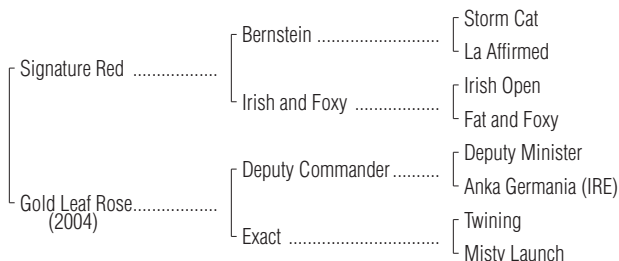 Storm Cat
Bernstein ..........................
La Affirmed
Signature Red ..................
Irish Open
Irish and Foxy ..................
Fat and Foxy
Deputy Minister
Deputy Commander ..........
Anka Germania (IRE)
Gold Leaf Rose..................
(2004)
Twining
Exact ................................
Misty Launch